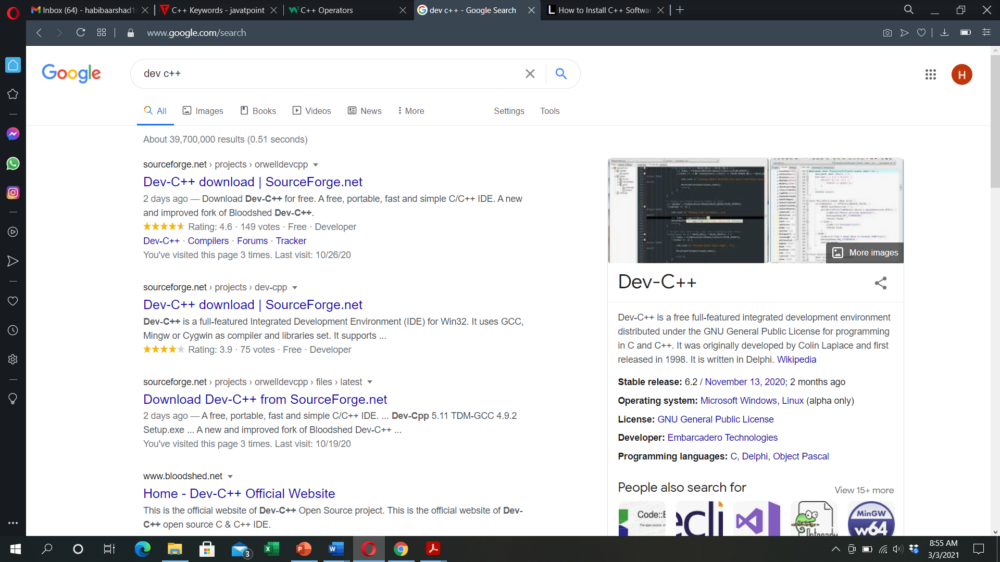 Inbox (64) - habibaarshad1
C++ Keywords - javatpoint
C++ Operators
dev c++ - Google Search
How to Install C++ Softwar
www.google.com/search
Google
dev c++
H
All
Images
Books
Videos
News
More
Settings
Tools
About 39,700,000 results (0.51 seconds)
sourceforge.net › projects › orwelldevcpp
Dev-C++ download | SourceForge.net
2 days ago — Download Dev-C++ for free. A free, portable, fast and simple C/C++ IDE. A new
and improved fork of Bloodshed Dev-C++.
Rating: 4.6 · 149 votes · Free · Developer
Dev-C++ · Compilers · Forums · Tracker
You've visited this page 3 times. Last visit: 10/26/20
sourceforge.net › projects › dev-cpp
Dev-C++ download | SourceForge.net
Dev-C++ is a full-featured Integrated Development Environment (IDE) for Win32. It uses GCC,
Mingw or Cygwin as compiler and libraries set. It supports ...
Rating: 3.9 · 75 votes · Free · Developer
sourceforge.net › projects › orwelldevcpp › files › latest
Download Dev-C++ from SourceForge.net
2 days ago — A free, portable, fast and simple C/C++ IDE. ... Dev-Cpp 5.11 TDM-GCC 4.9.2
Setup.exe ... A new and improved fork of Bloodshed Dev-C++ ...
You've visited this page 3 times. Last visit: 10/19/20
www.bloodshed.net
Home - Dev-C++ Official Website
This is the official website of Dev-C++ Open Source project. This is the official website of Dev-
C++ open source C & C++ IDE.
More images
Dev-C++
Dev-C++ is a free full-featured integrated development environment
distributed under the GNU General Public License for programming
in C and C++. It was originally developed by Colin Laplace and first
released in 1998. It is written in Delphi. Wikipedia
Stable release: 6.2 / November 13, 2020; 2 months ago
Operating system: Microsoft Windows, Linux (alpha only)
License: GNU General Public License
Developer: Embarcadero Technologies
Programming languages: C, Delphi, Object Pascal
People also search for
View 15+ more
Code::
ecli
MinGW
w64
3
8:55 AM
3/3/2021